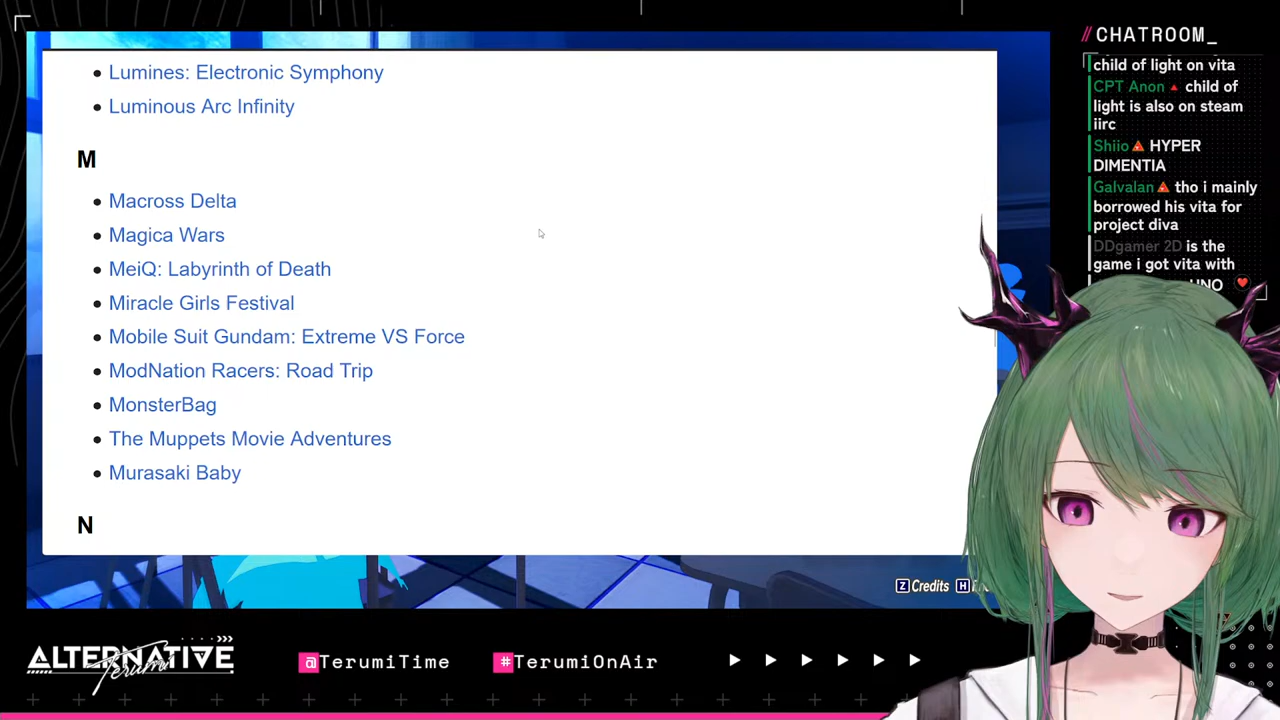 Lumines: Electronic Symphony
Luminous Arc Infinity
M
Macross Delta
Magica Wars
MeiQ: Labyrinth of Death
Miracle Girls Festival
Mobile Suit Gundam: Extreme VS Force
ModNation Racers: Road Trip
MonsterBag
The Muppets Movie Adventures
Murasaki Baby
N
Z Credits H
// CHATROOM_
child of light on vita
CPT Anon child of
light is also on steam
iirc
Shiio HYPER
DIMENTIA
Galvalan tho i mainly
borrowed his vita for
project diva
DDgamer 2D is the
game i got vita with
ALTERNATIVE
Terumi
@TerumiTime
#TerumiOnAir